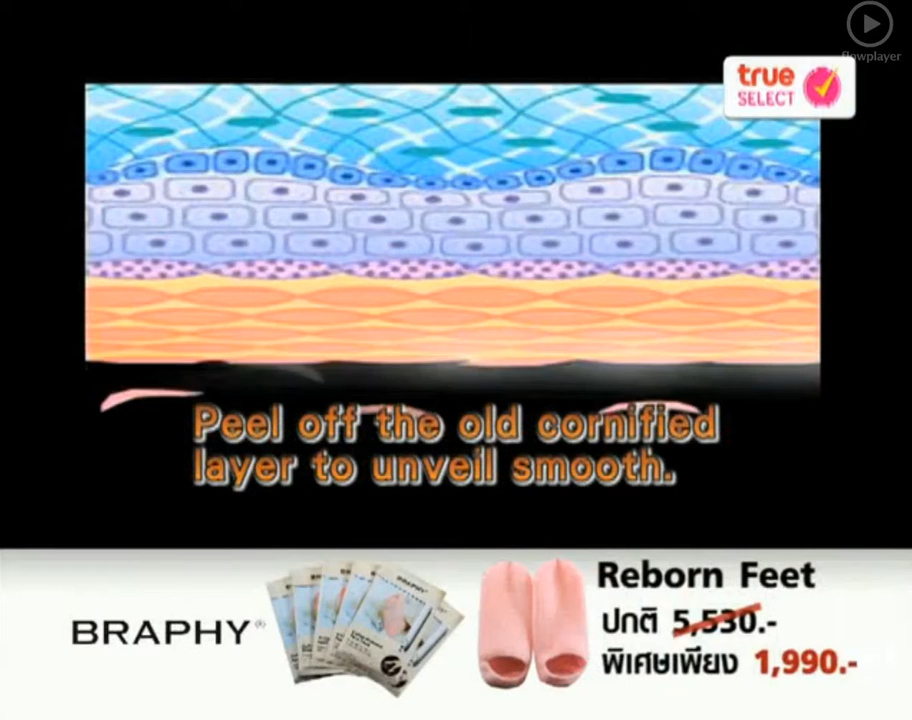 flowplayer
true
SELECT
Peel off the old cornified
layer to unveil smooth.
BRAPHY®
BRAPHY
Reborn Feet
ปกติ 5,530.-
พิเศษเพียง 1,990.-